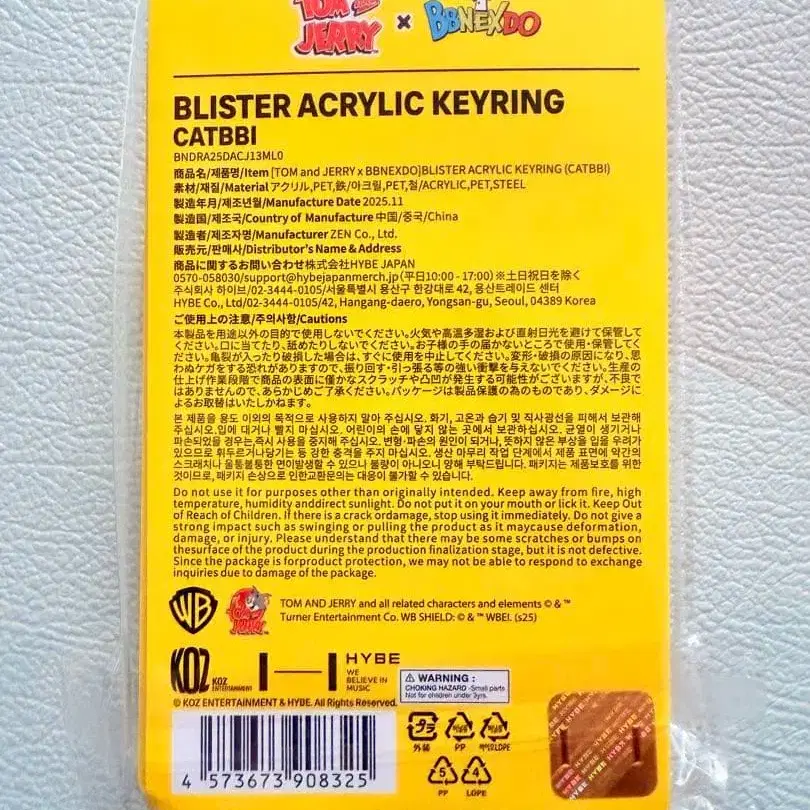 TOM and JERRY × BBNEXDO
BLISTER ACRYLIC KEYRING
CATBBI
BNDRA25DACJ13ML0
商品名/제품명/Item [TOM and JERRY x BBNEXDO]BLISTER ACRYLIC KEYRING (CATBBI)
素材/재질/Material アクリル,PET,鉄/아크릴,PET,철/ACRYLIC,PET,STEEL
製造年月/제조년월/Manufacture Date 2025.11
製造国/제조국/Country of Manufacture 中国/중국/China
製造者/제조자명/Manufacturer ZEN Co., Ltd.
販売元/판매사/Distributor's Name & Address
商品に関するお問い合わせ株式会社HYBE JAPAN
0570-058030/support@hybejapanmerch.jp(平日10:00 - 17:00)※土日祝日を除く
주식회사 하이브/02-3444-0105/서울특별시 용산구 한강대로 42, 용산트레이드 센터
HYBE Co., Ltd/02-3444-0105/42, Hangang-daero, Yongsan-gu, Seoul, 04389 Korea
ご使用上の注意/주의사항/Cautions
本製品を用途以外の目的で使用しないでください。火気や高温多湿および直射日光を避けて保管して
ください。口に当てたり、舐めたりしないでください。お子様の手の届かないところで使用・保管してく
ださい。亀裂が入ったり破損した場合は、すぐに使用を中止してください。変形・破損の原因になり、思
わぬケガをする恐れがありますので、振り回す・引っ張る等の強い衝撃を与えないでください。生産の
仕上げ作業段階で商品の表面に僅かなスクラッチや凸凹が発生する可能性がございますが、不良で
はありませんので、あらかじめご了承ください。パッケージは製品保護の為のものであり、ダメージに
よるお取替はいたしかねます。
본 제품을 용도 이외의 목적으로 사용하지 말아 주십시오. 화기, 고온과 습기 및 직사광선을 피해서 보관해
주십시오.입에 대거나 빨지 마십시오. 어린이의 손에 닿지 않는 곳에서 보관하십시오. 균열이 생기거나
파손되었을 경우는,즉시 사용을 중지해 주십시오. 변형·파손의 원인이 되거나, 뜻하지 않은 부상을 입을 우려가
있으므로 휘두르거나당기는 등 강한 충격을 주지 마십시오. 생산 마무리 작업 단계에서 제품 표면에 약간의
스크래치나 울퉁불퉁한 면이발생할 수 있으나 불량이 아니오니 양해 부탁드립니다. 패키지는 제품보호를 위한
것이므로, 패키지 손상으로 인한교환문의는 대응이 불가할 수 있습니다.
Do not use it for purposes other than originally intended. Keep away from fire, high
temperature, humidity anddirect sunlight. Do not put it on your mouth or lick it. Keep Out
of Reach of Children. If there is a crack ordamage, stop using it immediately. Do not give a
strong impact such as swinging or pulling the product as it maycause deformation,
damage, or injury. Please understand that there may be some scratches or bumps on
thesurface of the product during the production finalization stage, but it is not defective.
Since the package is forproduct protection, we may not be able to respond to exchange
inquiries due to damage of the package.
WB
TOM and JERRY
TOM AND JERRY and all related characters and elements © & ™
Turner Entertainment Co. WB SHIELD: © & ™ WBEI. (s25)
KOZ KOZ ENTERTAINMENT
HYBE
WE
BELIEVE IN
MUSIC
WARNING :
CHOKING HAZARD -Small parts
Not for children under 3yrs.
© KOZ ENTERTAINMENT & HYBE. All Rights Reserved.
4 573673 908325
プラ
外装
PP
LDPE
5
PP
4
LDPE
HYBE HYBE HYBE